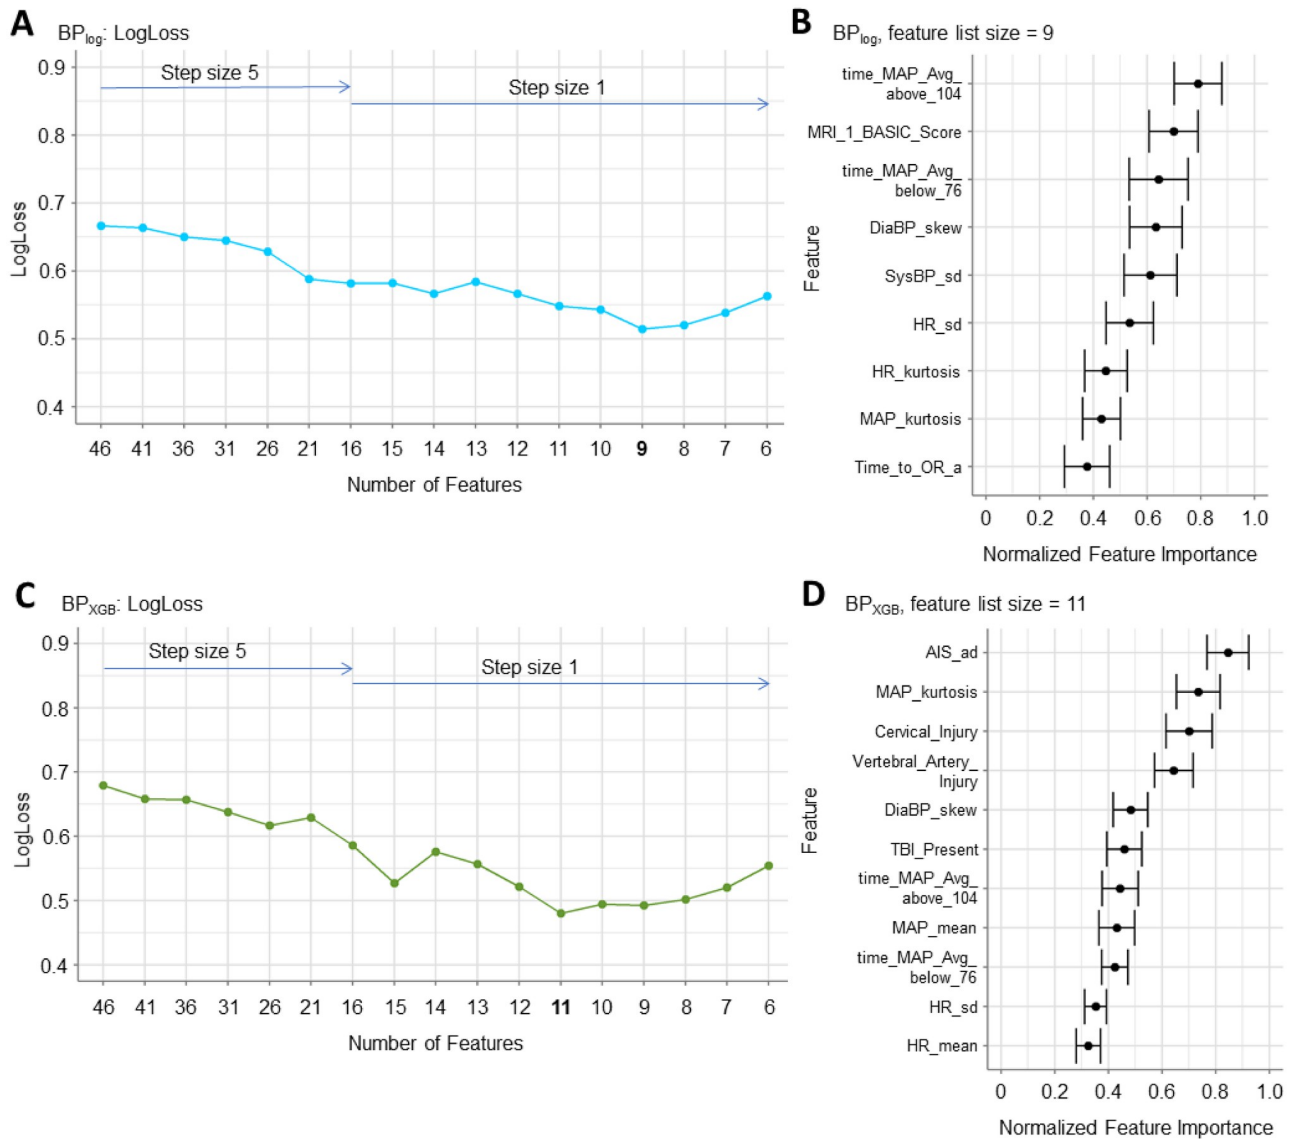 A
BPlog: LogLoss
Step size 5
Step size 1
0.9
0.8
0.7
0.6
0.5
0.4
LogLoss
46 41 36 31 26 21 16 15 14 13 12 11 10 9 8 7 6
Number of Features
B
BPlog, feature list size = 9
Feature
time_MAP_Avg_
above_104
MRI_1_BASIC_Score
time_MAP_Avg_
below_76
DiaBP_skew
SysBP_sd
HR_sd
HR_kurtosis
MAP_kurtosis
Time_to_OR_a
0 0.2 0.4 0.6 0.8 1.0
Normalized Feature Importance
C
BPXGB: LogLoss
Step size 5
Step size 1
0.9
0.8
0.7
0.6
0.5
0.4
LogLoss
46 41 36 31 26 21 16 15 14 13 12 11 10 9 8 7 6
Number of Features
D
BPXGB, feature list size = 11
Feature
AIS_ad
MAP_kurtosis
Cervical_Injury
Vertebral_Artery_
Injury
DiaBP_skew
TBI_Present
time_MAP_Avg_
above_104
MAP_mean
time_MAP_Avg_
below_76
HR_sd
HR_mean
0 0.2 0.4 0.6 0.8 1.0
Normalized Feature Importance